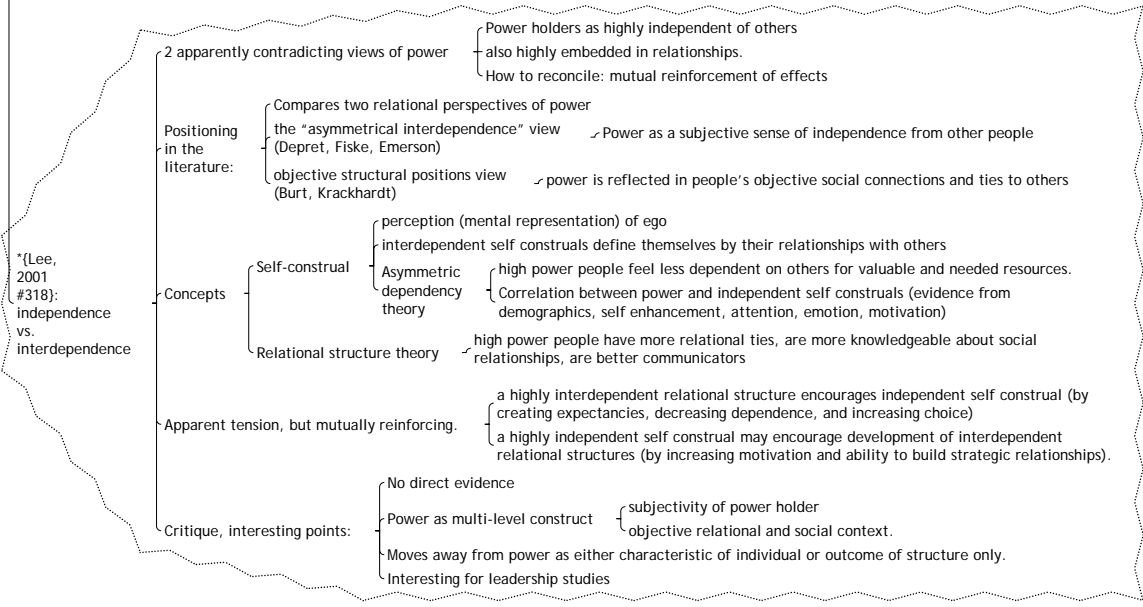 *{Lee,
2001
#318}:
independence
vs.
interdependence
2 apparently contradicting views of power
Power holders as highly independent of others
also highly embedded in relationships.
How to reconcile: mutual reinforcement of effects
Positioning
in the
literature:
Compares two relational perspectives of power
the "asymmetrical interdependence" view
(Depret, Fiske, Emerson)
Power as a subjective sense of independence from other people
objective structural positions view
(Burt, Krackhardt)
power is reflected in people's objective social connections and ties to others
Concepts
Self-construal
perception (mental representation) of ego
interdependent self construals define themselves by their relationships with others
Asymmetric
dependency
theory
high power people feel less dependent on others for valuable and needed resources.
Correlation between power and independent self construals (evidence from
demographics, self enhancement, attention, emotion, motivation)
Relational structure theory
high power people have more relational ties, are more knowledgeable about social
relationships, are better communicators
Apparent tension, but mutually reinforcing.
a highly interdependent relational structure encourages independent self construal (by
creating expectancies, decreasing dependence, and increasing choice)
a highly independent self construal may encourage development of interdependent
relational structures (by increasing motivation and ability to build strategic relationships).
Critique, interesting points:
No direct evidence
Power as multi-level construct
subjectivity of power holder
objective relational and social context.
Moves away from power as either characteristic of individual or outcome of structure only.
Interesting for leadership studies